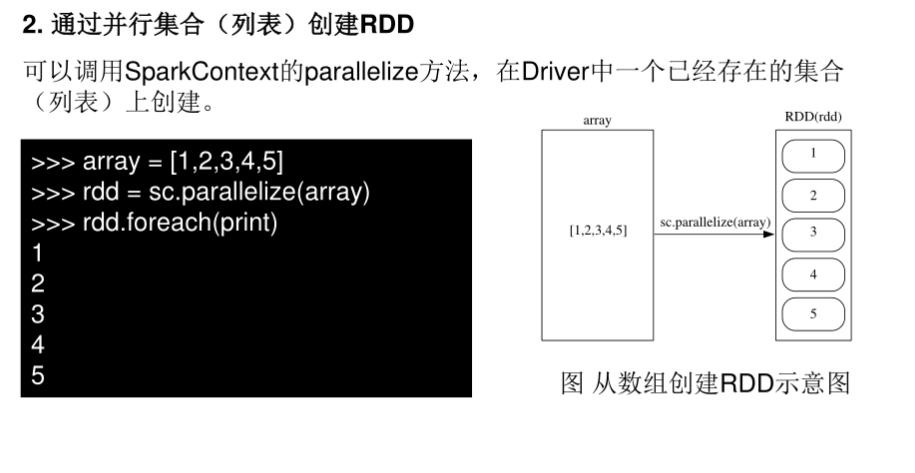 2. 通过并行集合（列表）创建RDD
可以调用SparkContext的parallelize方法，在Driver中一个已经存在的集合
（列表）上创建。
>>> array = [1,2,3,4,5]
>>> rdd = sc.parallelize(array)
>>> rdd.foreach(print)
1
2
3
4
5
array
[1,2,3,4,5]
sc.parallelize(array)
RDD(rdd)
1
2
3
4
5
图 从数组创建RDD示意图